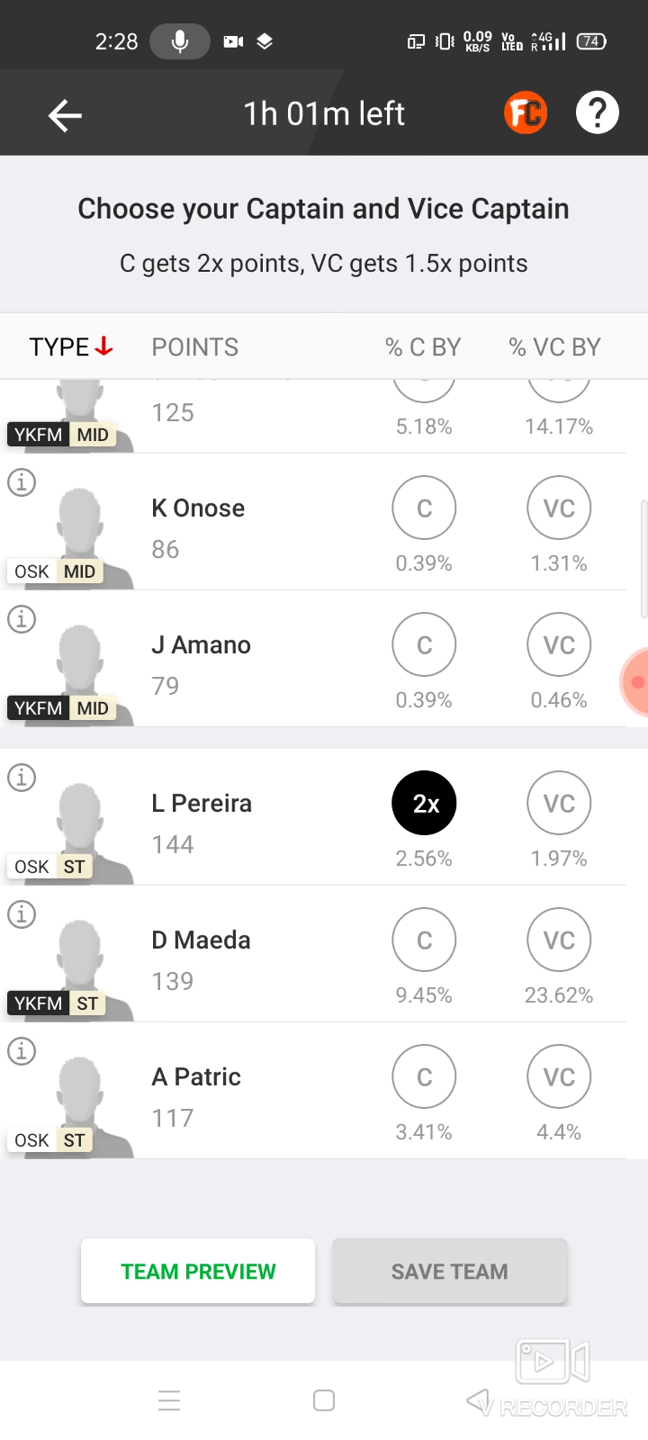 2:28 0.09 KB/S Vo LTED 4G R 74
1h 01m left FC ?
Choose your Captain and Vice Captain
C gets 2x points, VC gets 1.5x points
TYPE POINTS % C BY % VC BY
125 5.18% 14.17%
YKFM MID
K Onose C VC
86 0.39% 1.31%
OSK MID
J Amano C VC
79 0.39% 0.46%
YKFM MID
L Pereira 2x VC
144 2.56% 1.97%
OSK ST
D Maeda C VC
139 9.45% 23.62%
YKFM ST
A Patric C VC
117 3.41% 4.4%
OSK ST
TEAM PREVIEW SAVE TEAM
V RECORDER